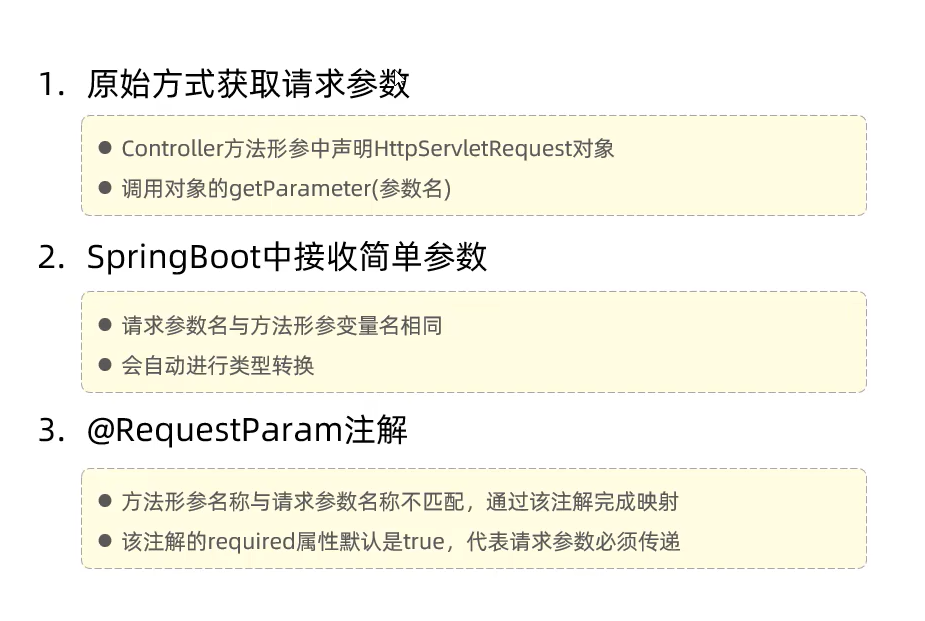 1. 原始方式获取请求参数
● Controller方法形参中声明HttpServletRequest对象
● 调用对象的getParameter(参数名)
2. SpringBoot中接收简单参数
● 请求参数名与方法形参变量名相同
● 会自动进行类型转换
3. @RequestParam注解
● 方法形参名称与请求参数名称不匹配，通过该注解完成映射
● 该注解的required属性默认是true，代表请求参数必须传递